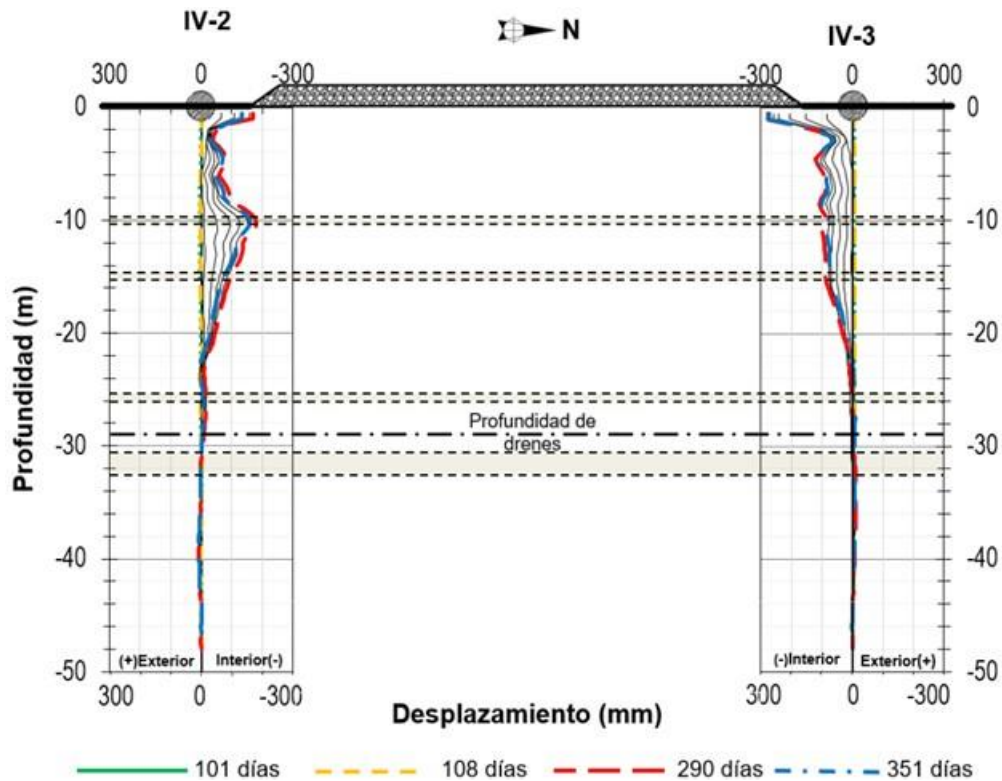 IV-2
N
IV-3
300 0 -300
-300 0 300
0 0
-10 -10
-20 -20
Profundidad de
drenes
-30 -30
-40 -40
(+)Exterior Interior(-)
(-)Interior Exterior(+)
-50 -50
300 0 -300
300 0 -300
Profundidad (m)
Desplazamiento (mm)
101 días 108 días 290 días 351 días